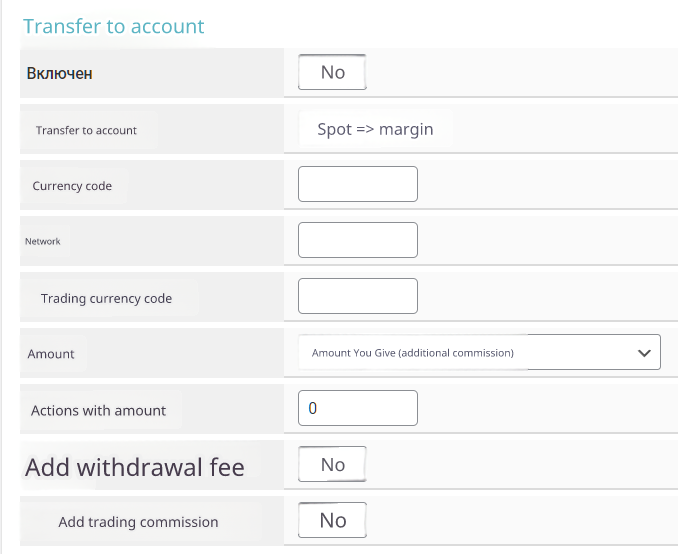 Transfer to account
Включен
No
Transfer to account
Spot => margin
Currency code
Network
Trading currency code
Amount
Amount You Give (additional commission)
Actions with amount
0
Add withdrawal fee
No
Add trading commission
No